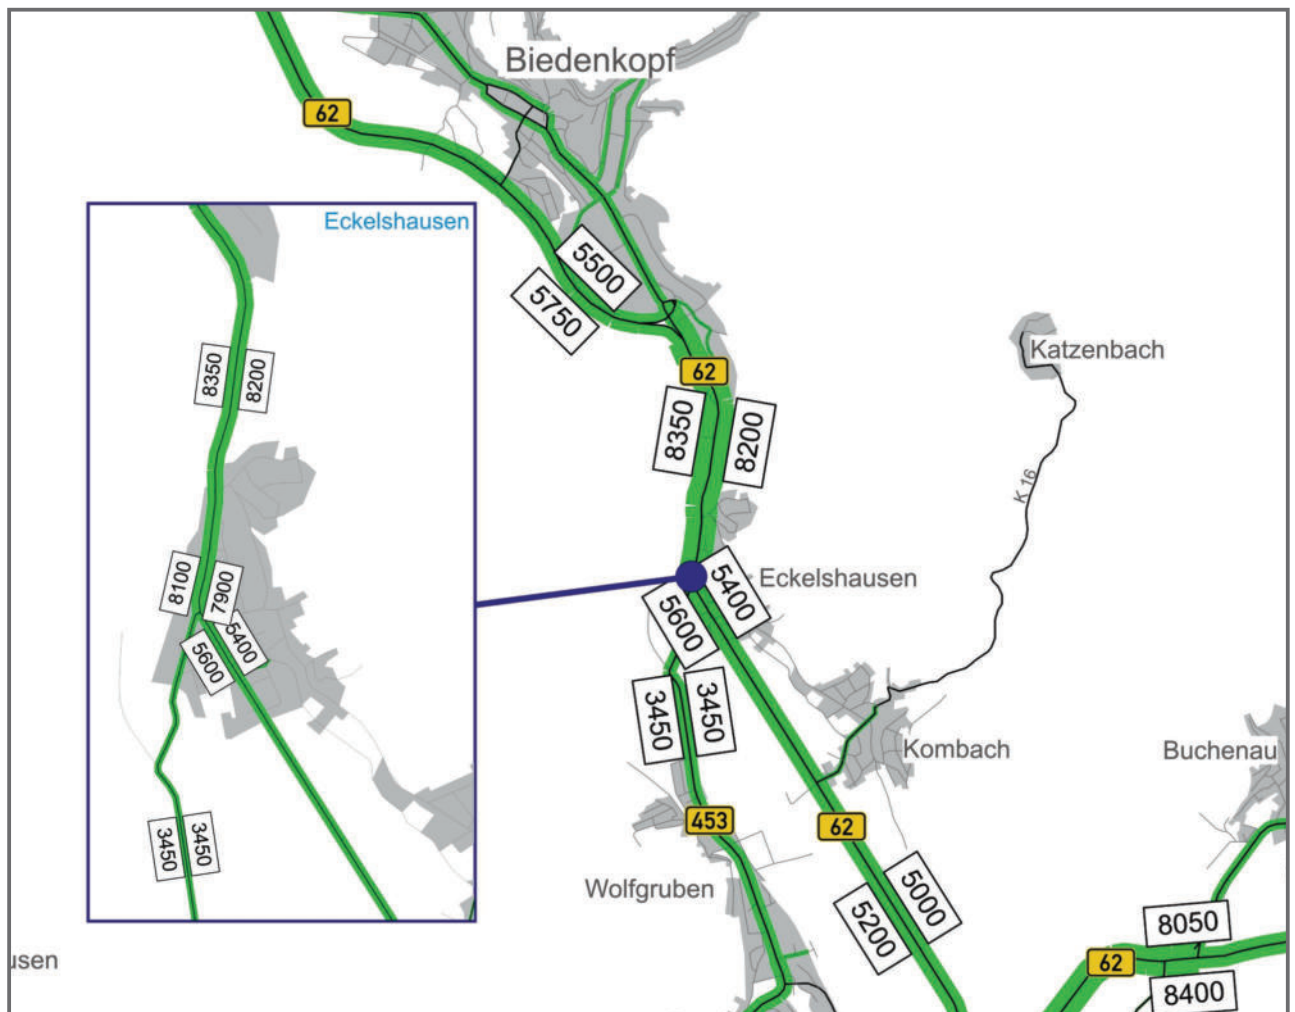 Biedenkopf
62
Eckelshausen
5500
5750
Katzenbach
8350
8200
62
8350
8200
K 16
8100
7900
5400
5600
5400
Eckelshausen
5600
3450
3450
Kombach
Buchenau
453
62
3450
3450
Wolfgruben
5000
5200
8050
usen
62
8400